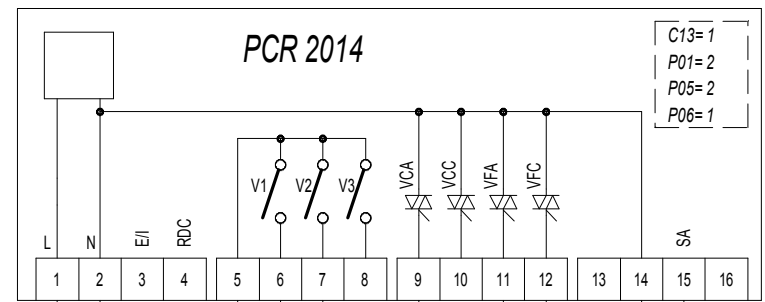 PCR 2014
C13= 1
P01= 2
P05= 2
P06= 1
V1 V2 V3 VCA VCC VFA VFC
L N E/I RDC SA
1 2 3 4 5 6 7 8 9 10 11 12 13 14 15 16